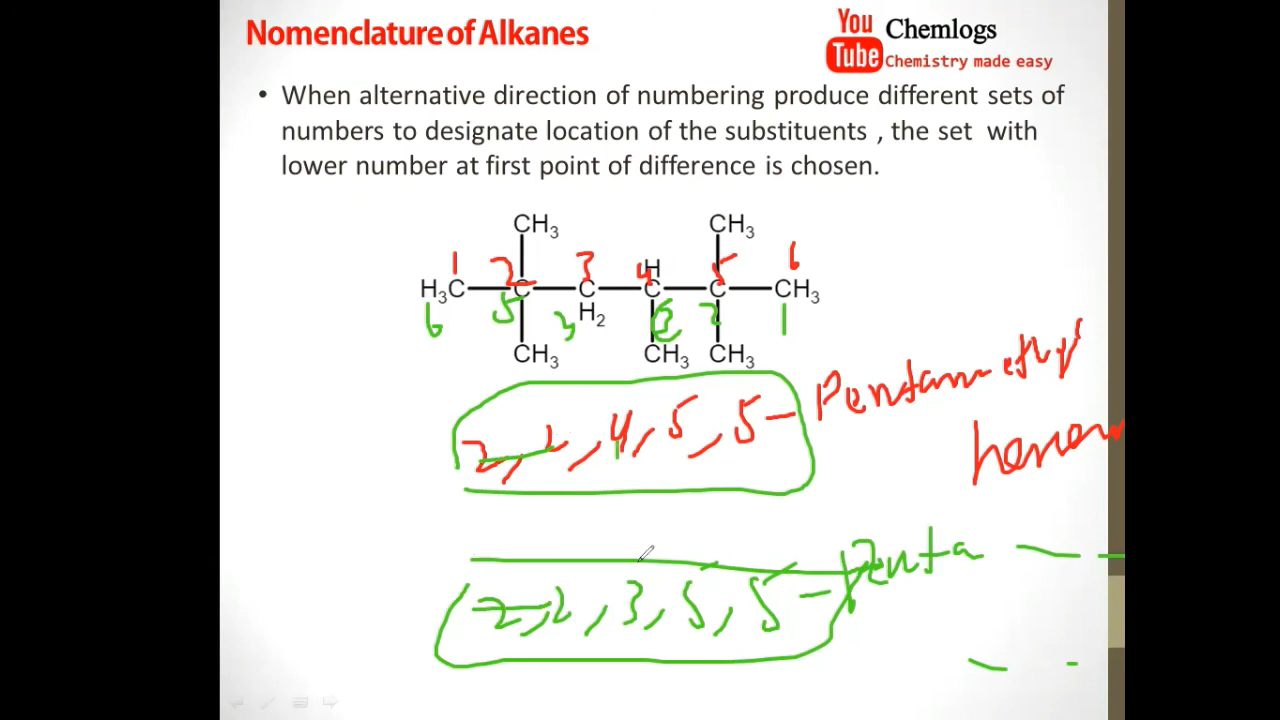 Nomenclature of Alkanes
You
Tube
Chemlogs
Chemistry made easy
• When alternative direction of numbering produce different sets of
numbers to designate location of the substituents , the set with
lower number at first point of difference is chosen.
CH3 CH3
1 2 3 4 5 6
H
H3C C C C C CH3
6 5 3 3 2 1
H2
CH3 CH3 CH3
2, 2, 4, 5, 5 - Pentamethyl
2, 2, 3, 5, 5 - Penta